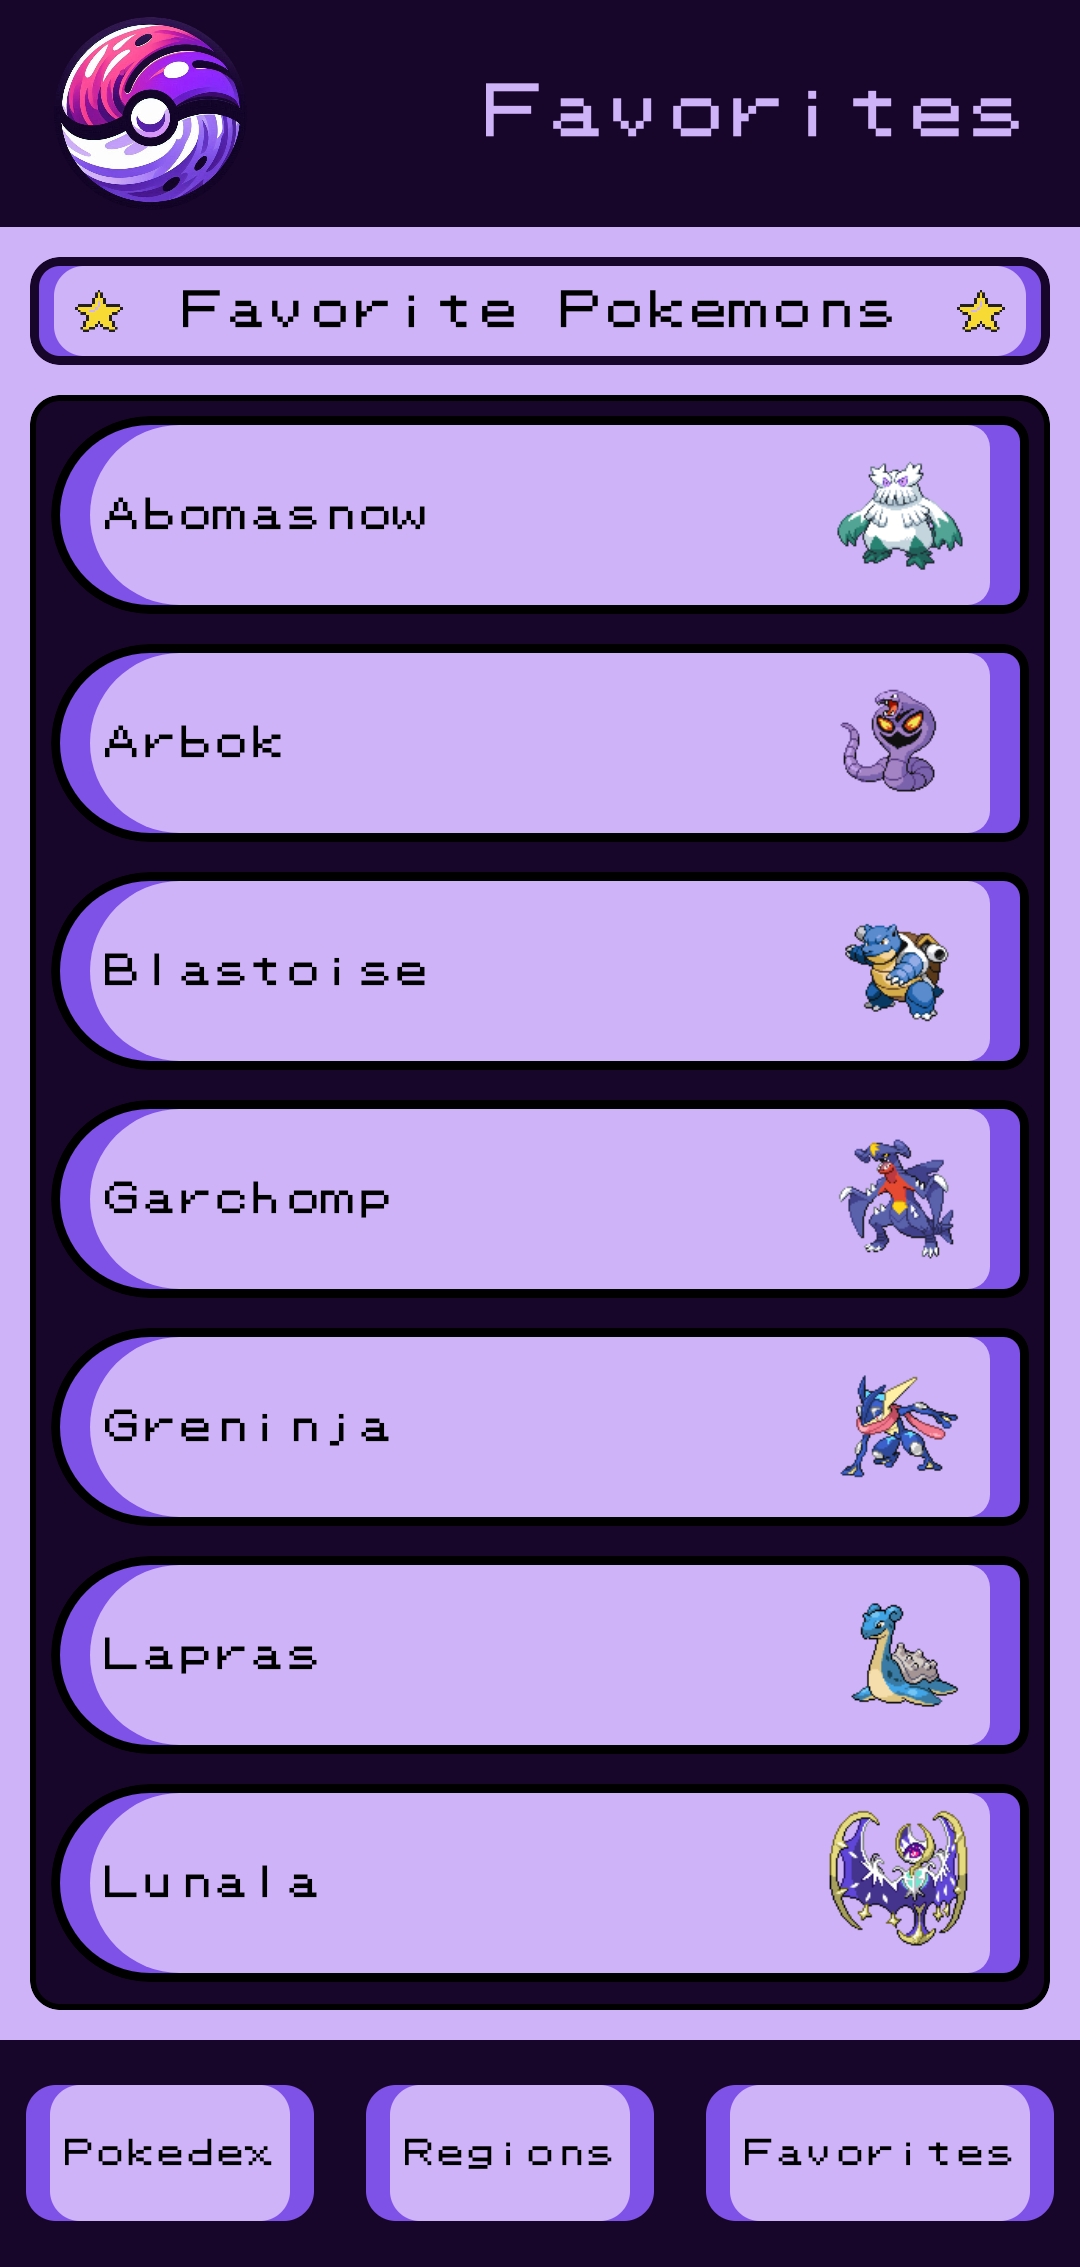 Favorites
Favorite Pokemons
Abomasnow
Arbok
Blastoise
Garchomp
Greninja
Lapras
Lunala
Pokedex
Regions
Favorites